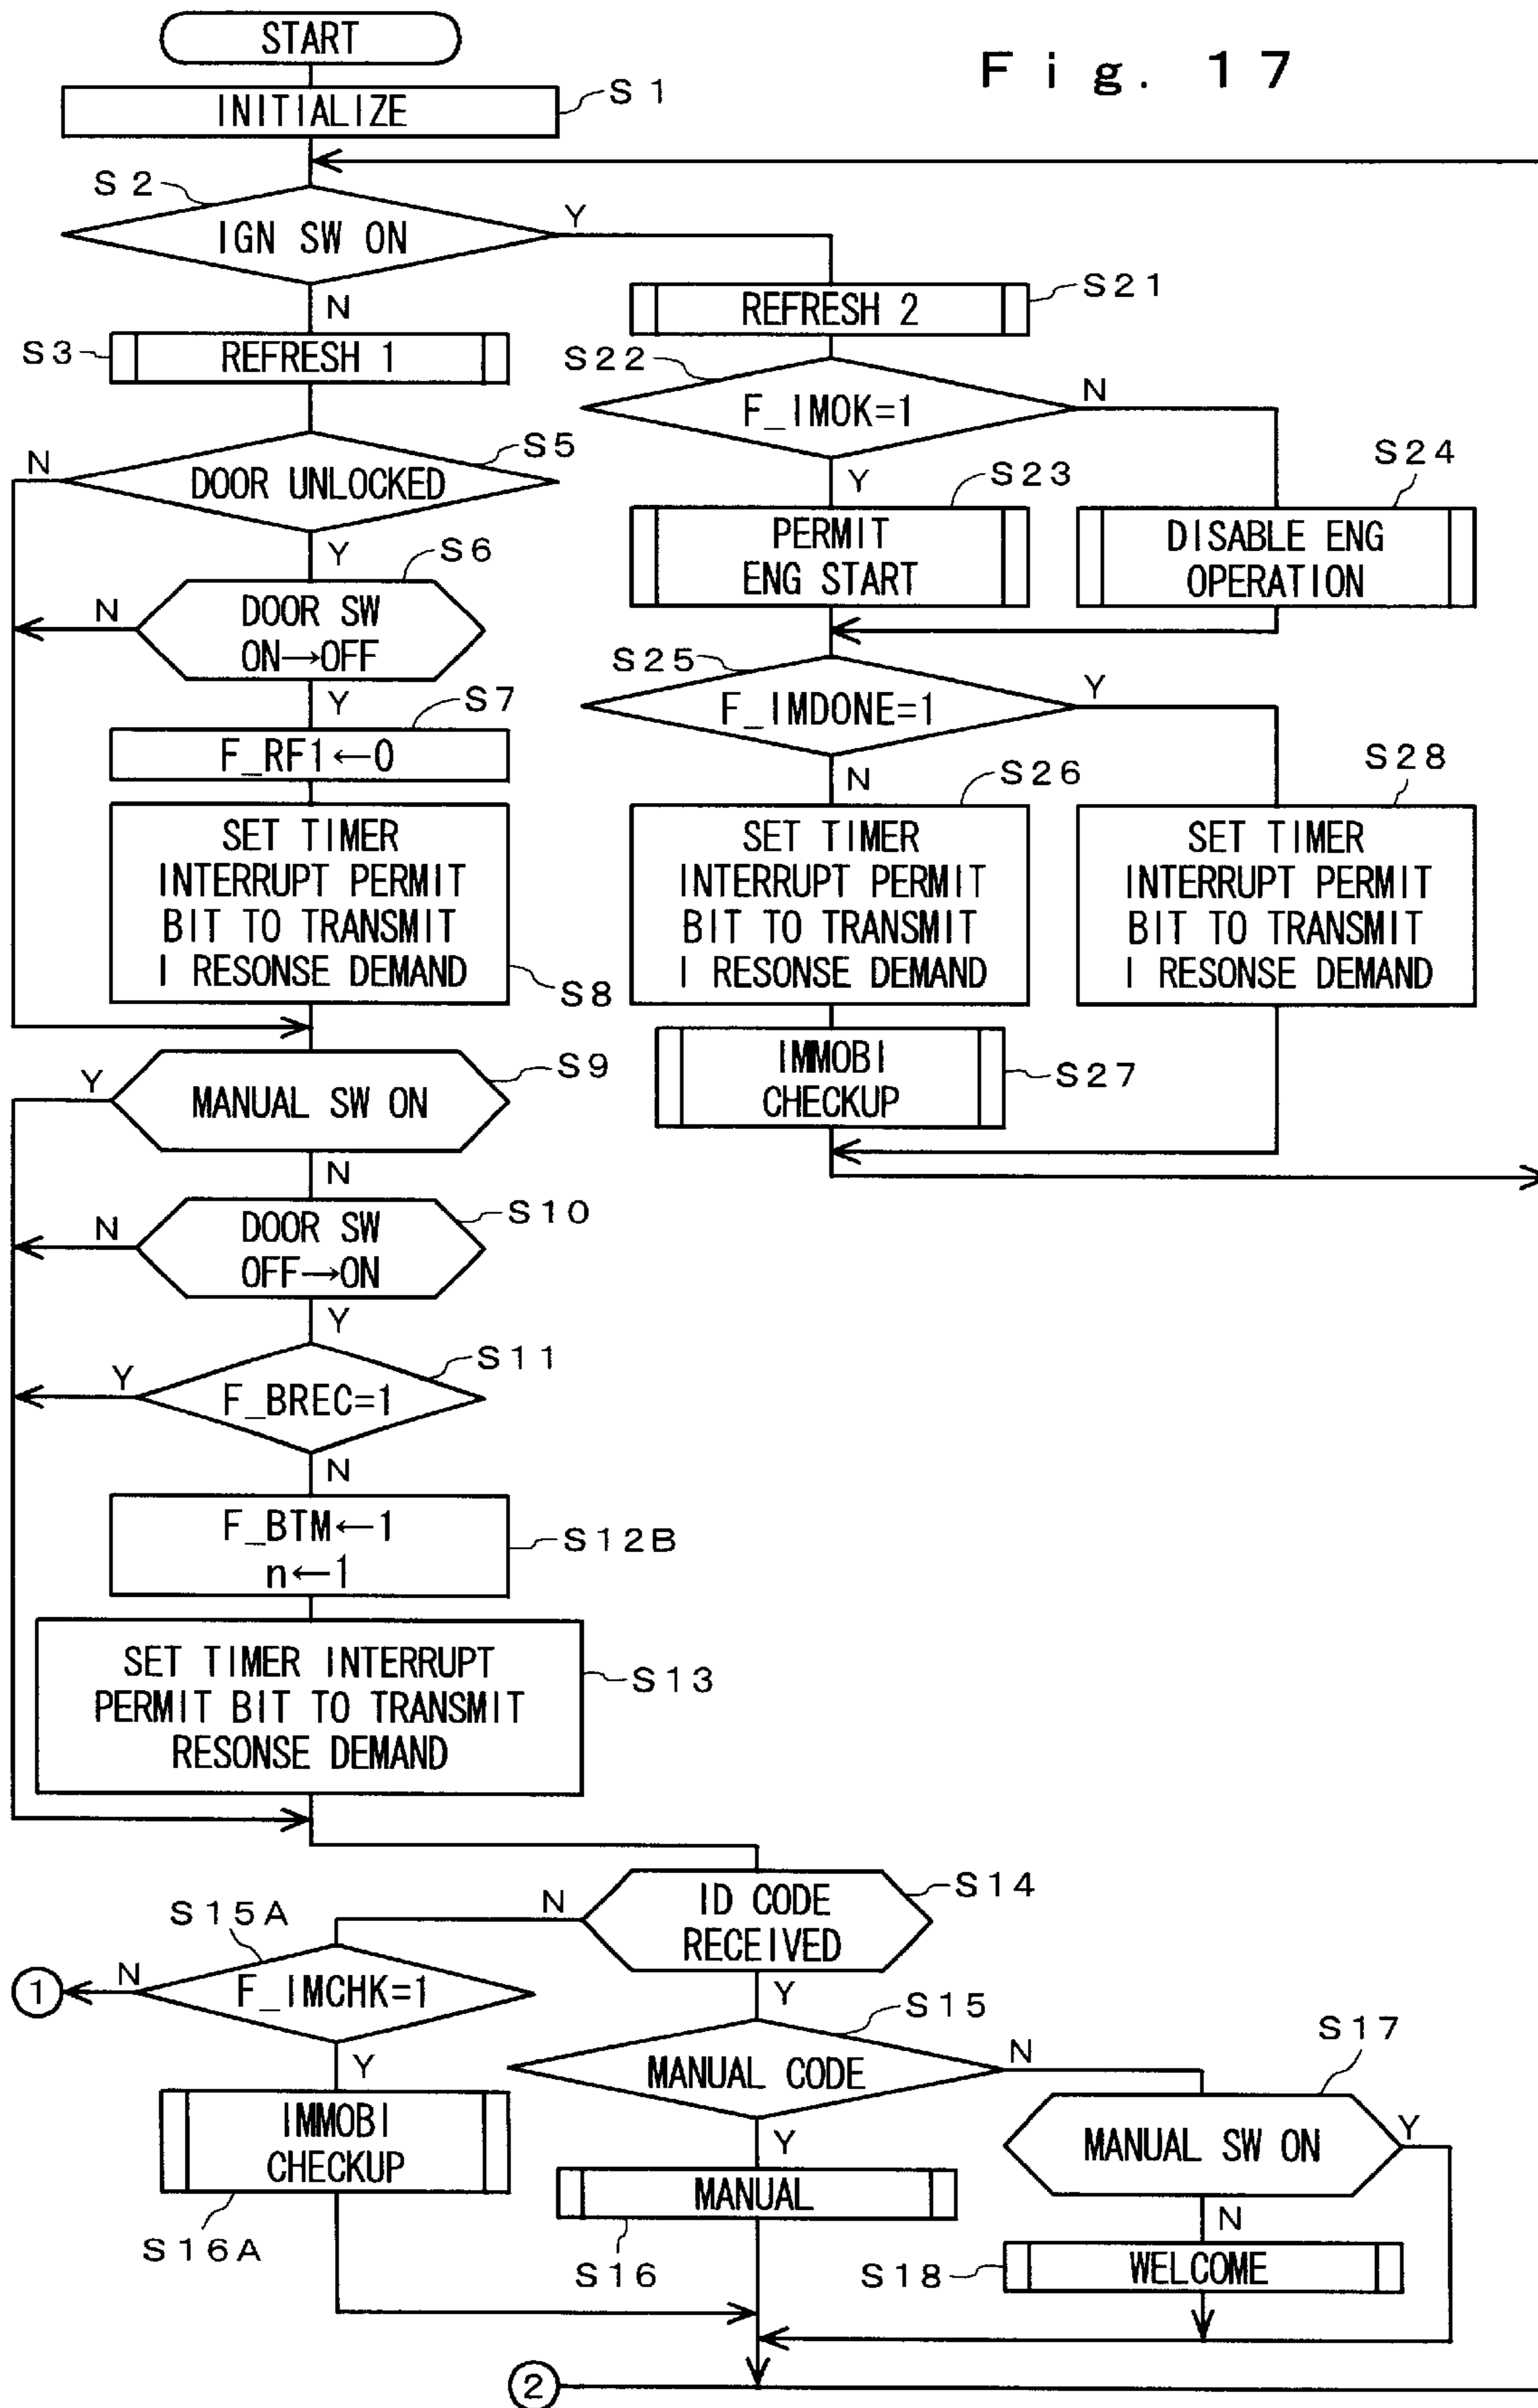 Fig. 17
START
INITIALIZE
S1
S2
IGN SW ON
Y
N
S3
REFRESH 1
S5
N
DOOR UNLOCKED
Y
S6
N
DOOR SW
ON→OFF
Y
S7
F_RF1←0
SET TIMER
INTERRUPT PERMIT
BIT TO TRANSMIT
I RESONSE DEMAND
S8
S9
Y
MANUAL SW ON
N
S10
N
DOOR SW
OFF→ON
Y
S11
Y
F_BREC=1
N
F_BTM←1
n←1
S12B
SET TIMER INTERRUPT
PERMIT BIT TO TRANSMIT
RESONSE DEMAND
S13
REFRESH 2
S21
S22
F_IMOK=1
N
Y
S23
PERMIT
ENG START
S24
DISABLE ENG
OPERATION
S25
F_IMDONE=1
Y
N
S26
SET TIMER
INTERRUPT PERMIT
BIT TO TRANSMIT
I RESONSE DEMAND
S28
SET TIMER
INTERRUPT PERMIT
BIT TO TRANSMIT
I RESONSE DEMAND
IMMOBI
CHECKUP
S27
ID CODE
RECEIVED
S14
N
Y
S15A
F_IMCHK=1
N
1
Y
IMMOBI
CHECKUP
S16A
S15
MANUAL CODE
N
Y
MANUAL
S16
S17
MANUAL SW ON
Y
N
S18
WELCOME
2